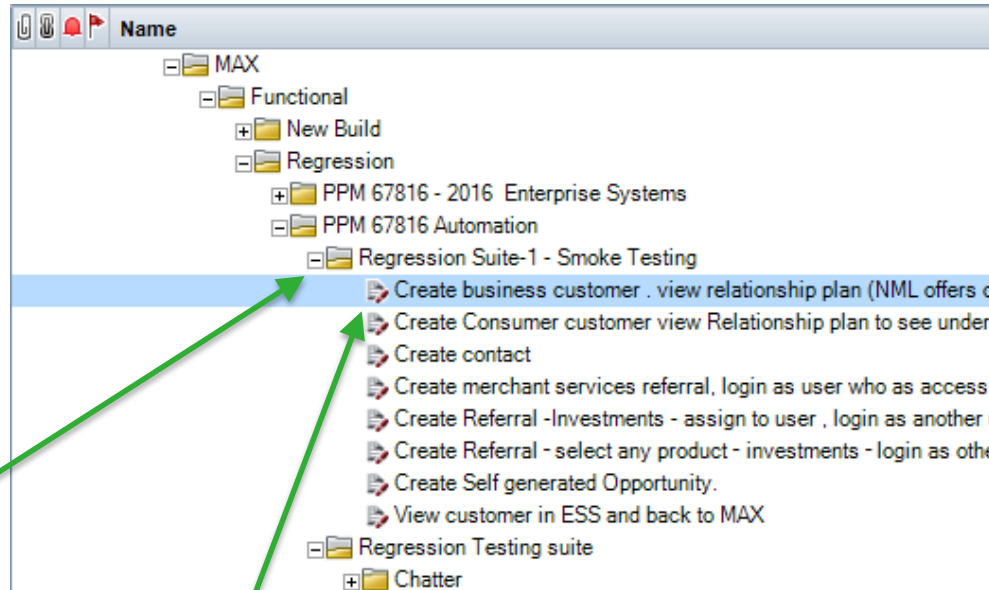 Name
MAX
Functional
New Build
Regression
PPM 67816 - 2016 Enterprise Systems
PPM 67816 Automation
Regression Suite-1 - Smoke Testing
Create business customer . view relationship plan (NML offers
Create Consumer customer view Relationship plan to see under
Create contact
Create merchant services referral, login as user who as access
Create Referral -Investments - assign to user , login as another
Create Referral - select any product - investments - login as othe
Create Self generated Opportunity.
View customer in ESS and back to MAX
Regression Testing suite
Chatter